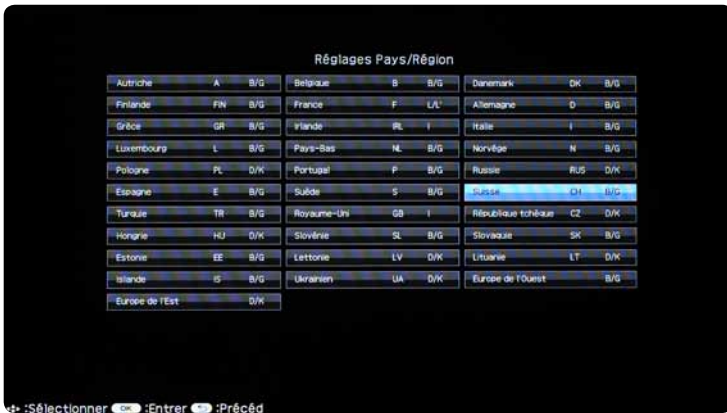 Réglages Pays/Région
Autriche A B/G Belgique B B/G Danemark DK B/G
Finlande FIN B/G France F L/L' Allemagne D B/G
Grèce GR B/G Irlande IRL I Italie I B/G
Luxembourg L B/G Pays-Bas NL B/G Norvège N B/G
Pologne PL D/K Portugal P B/G Russie RUS D/K
Espagne E B/G Suède S B/G Suisse CH B/G
Turquie TR B/G Royaume-Uni GB I République tchèque CZ D/K
Hongrie HU D/K Slovénie SL B/G Slovaquie SK B/G
Estonie EE B/G Lettonie LV D/K Lituanie LT D/K
Islande IS B/G Ukrainien UA D/K Europe de l'Ouest B/G
Europe de l'Est D/K
:Sélectionner OK :Entrer :Précéd